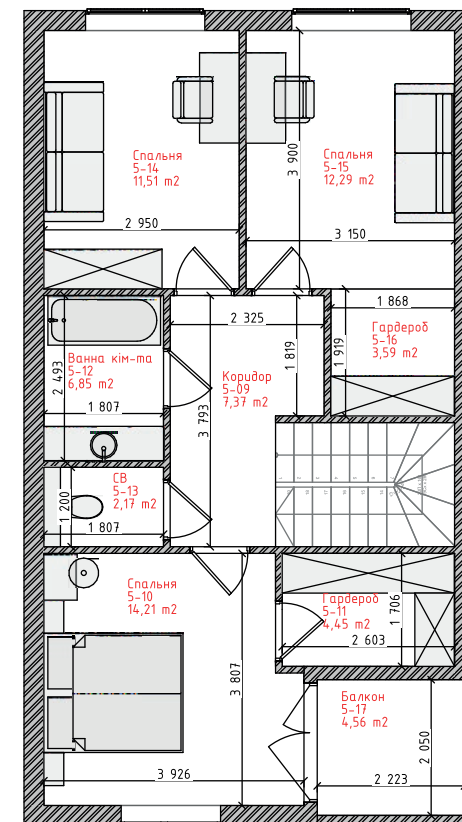 Спальня
5-14
11,51 m2
Спальня
5-15
12,29 m2
3 900
2 950
3 150
2 325
1 868
Гардероб
5-16
3,59 m2
1 919
1 819
Ванна кім-та
5-12
6,85 m2
2 493
1 807
Коридор
5-09
7,37 m2
3 793
СВ
5-13
2,17 m2
1 200
1 807
Спальня
5-10
14,21 m2
Гардероб
5-11
4,45 m2
1 706
2 603
3 807
Балкон
5-17
4,56 m2
2 050
3 926
2 223